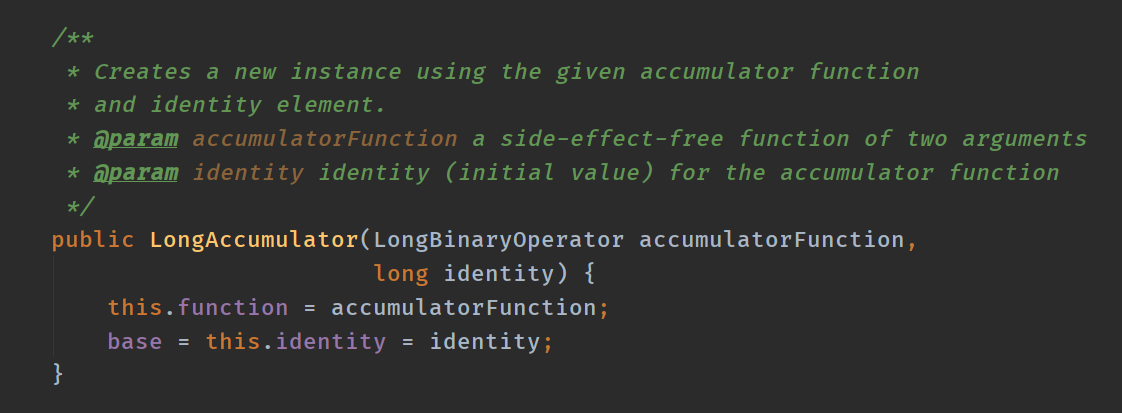 /**
 * Creates a new instance using the given accumulator function
 * and identity element.
 * @param accumulatorFunction a side-effect-free function of two arguments
 * @param identity identity (initial value) for the accumulator function
 */
public LongAccumulator(LongBinaryOperator accumulatorFunction,
                       long identity) {
    this.function = accumulatorFunction;
    base = this.identity = identity;
}